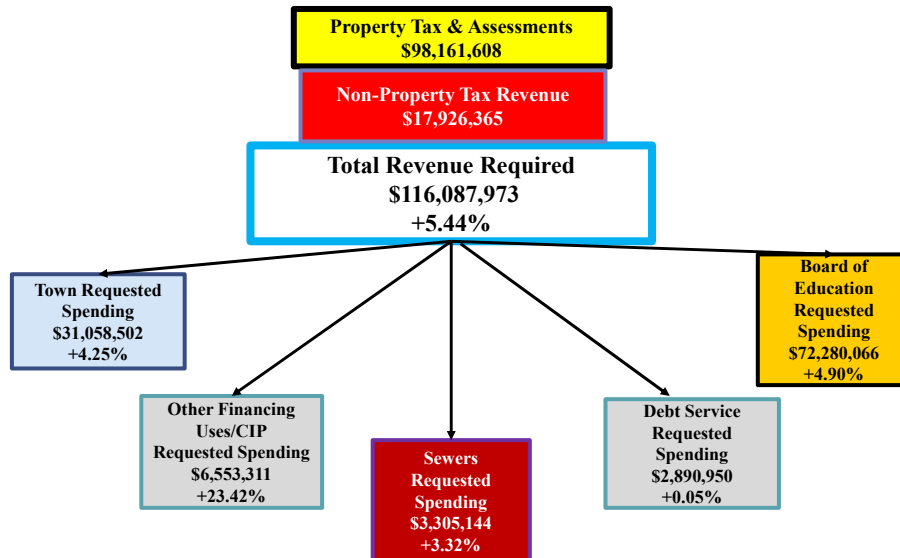 Property Tax & Assessments
$98,161,608
Non-Property Tax Revenue
$17,926,365
Total Revenue Required
$116,087,973
+5.44%
Town Requested
Spending
$31,058,502
+4.25%
Other Financing
Uses/CIP
Requested Spending
$6,553,311
+23.42%
Sewers
Requested
Spending
$3,305,144
+3.32%
Debt Service
Requested
Spending
$2,890,950
+0.05%
Board of
Education
Requested
Spending
$72,280,066
+4.90%